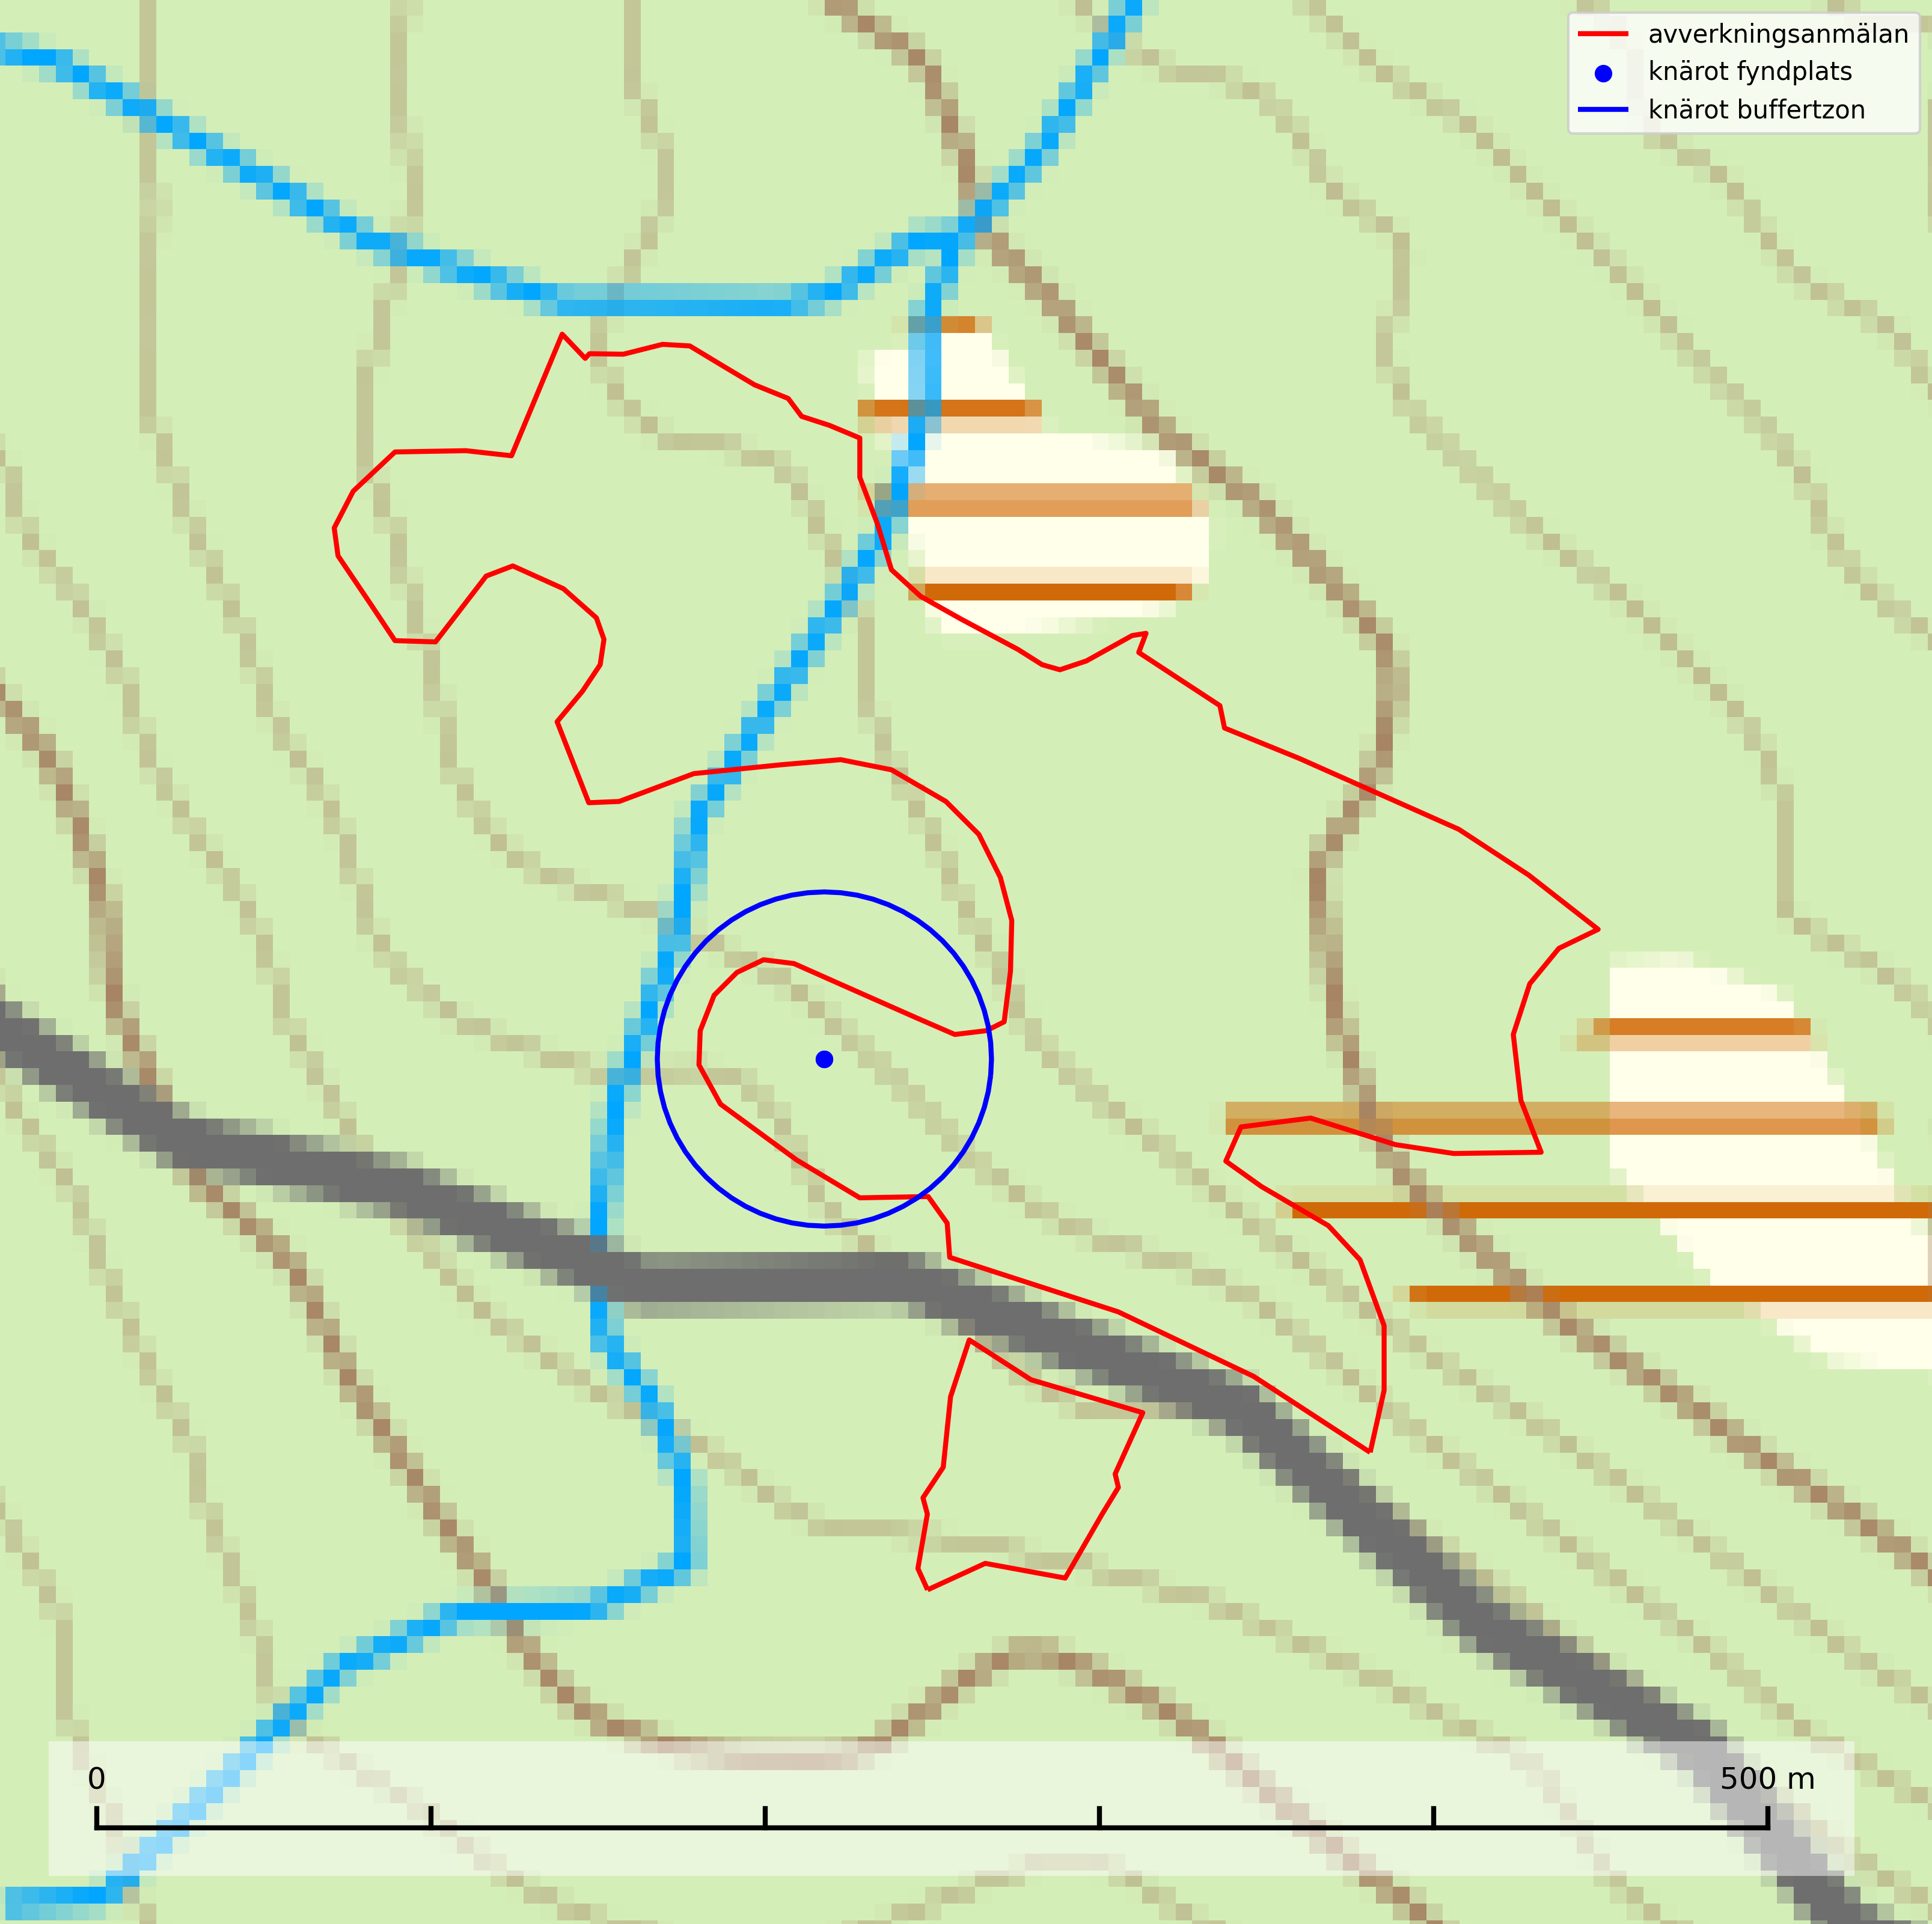 avverkningsanmälan
knärot fyndplats
knärot buffertzon
0
500 m